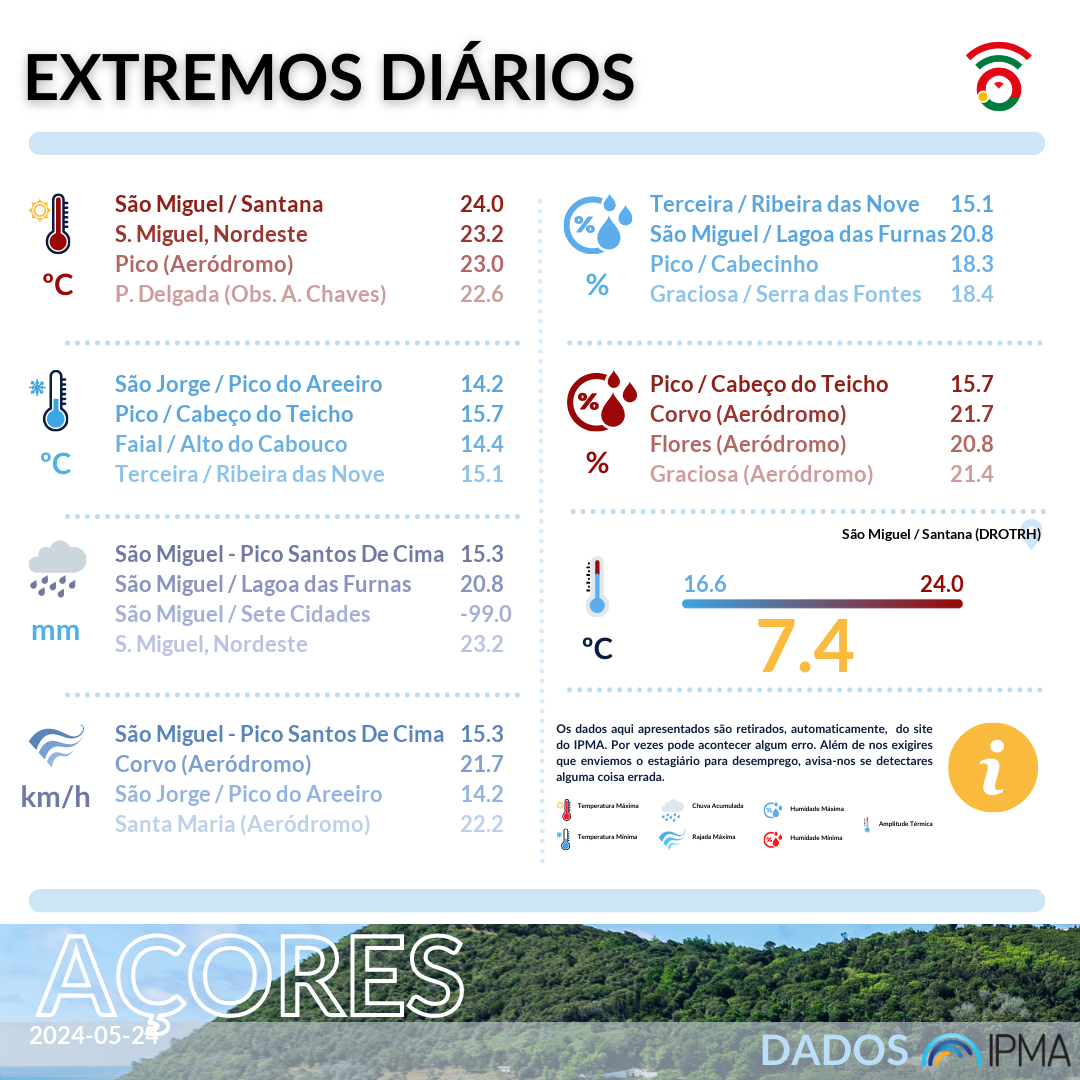 EXTREMOS DIÁRIOS
ºC
São Miguel / Santana 24.0
S. Miguel, Nordeste 23.2
Pico (Aeródromo) 23.0
P. Delgada (Obs. A. Chaves) 22.6
ºC
São Jorge / Pico do Areeiro 14.2
Pico / Cabeço do Teicho 15.7
Faial / Alto do Cabouco 14.4
Terceira / Ribeira das Nove 15.1
mm
São Miguel - Pico Santos De Cima 15.3
São Miguel / Lagoa das Furnas 20.8
São Miguel / Sete Cidades -99.0
S. Miguel, Nordeste 23.2
km/h
São Miguel - Pico Santos De Cima 15.3
Corvo (Aeródromo) 21.7
São Jorge / Pico do Areeiro 14.2
Santa Maria (Aeródromo) 22.2
%
%
Terceira / Ribeira das Nove 15.1
São Miguel / Lagoa das Furnas 20.8
Pico / Cabecinho 18.3
Graciosa / Serra das Fontes 18.4
%
%
Pico / Cabeço do Teicho 15.7
Corvo (Aeródromo) 21.7
Flores (Aeródromo) 20.8
Graciosa (Aeródromo) 21.4
São Miguel / Santana (DROTRH)
16.6 24.0
ºC
7.4
Os dados aqui apresentados são retirados, automaticamente, do site
do IPMA. Por vezes pode acontecer algum erro. Além de nos exigires
que enviemos o estagiário para desemprego, avisa-nos se detectares
alguma coisa errada.
i
Temperatura Máxima
Chuva Acumulada
Humidade Máxima
Amplitude Térmica
Temperatura Mínima
Rajada Máxima
Humidade Mínima
AÇORES
2024-05-24
DADOS IPMA